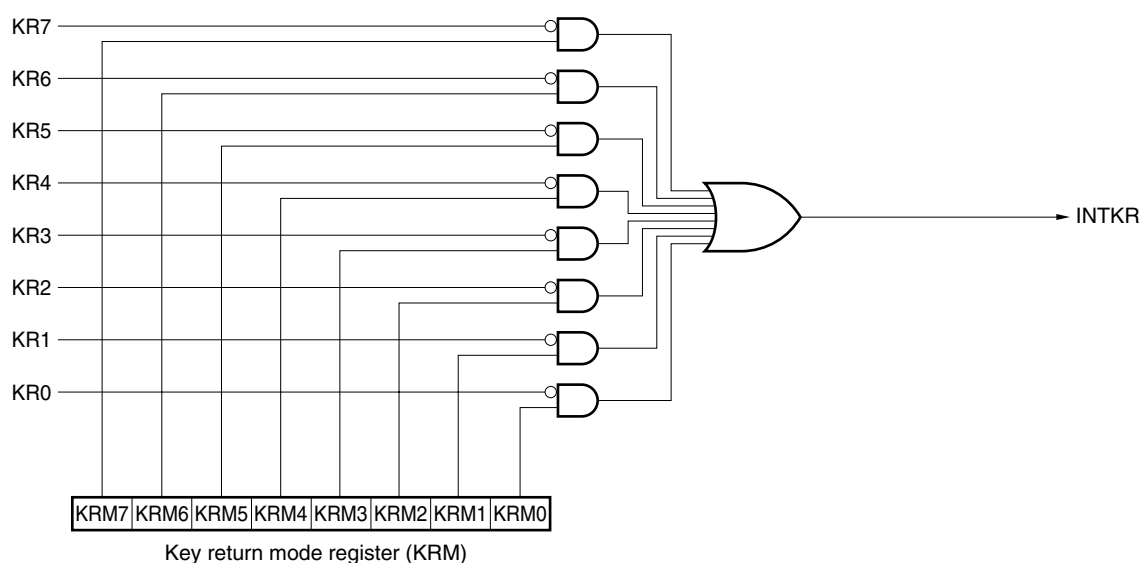 KR7
KR6
KR5
KR4
KR3
KR2
KR1
KR0
INTKR
KRM7 KRM6 KRM5 KRM4 KRM3 KRM2 KRM1 KRM0
Key return mode register (KRM)